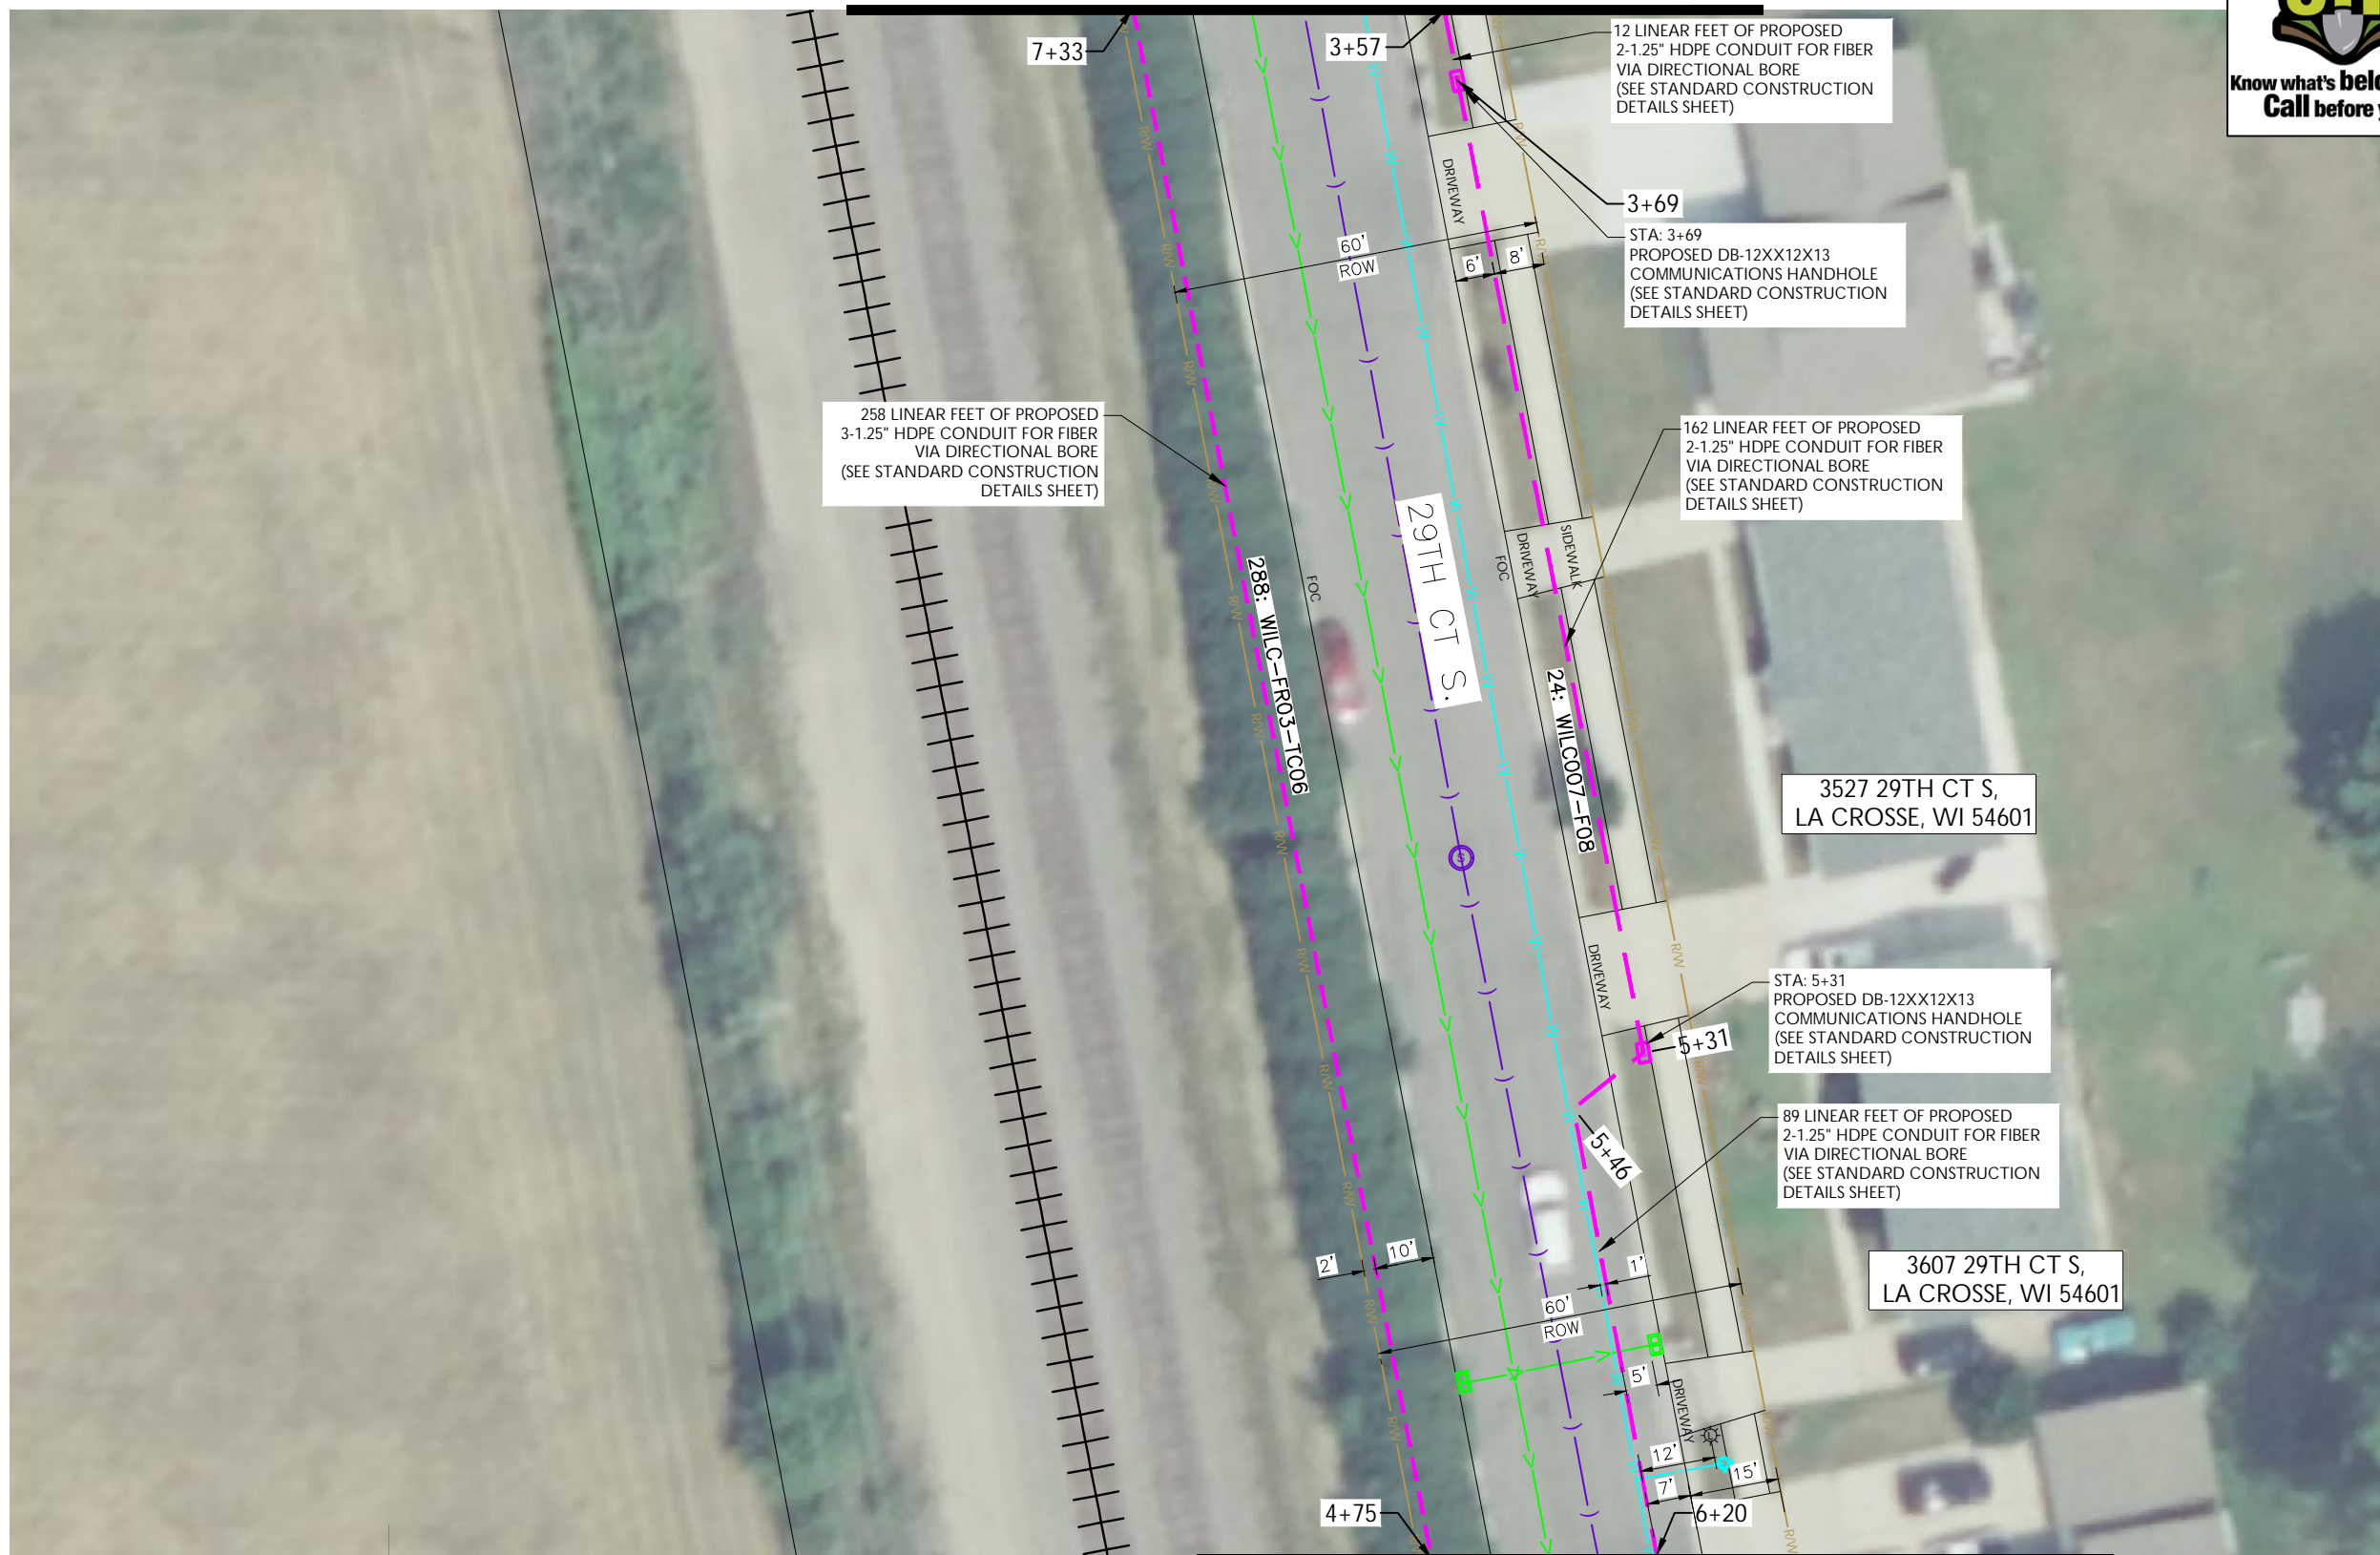 Know what's
Call before
7+33
3+57
12 LINEAR FEET OF PROPOSED
2-1.25" HDPE CONDUIT FOR FIBER
VIA DIRECTIONAL BORE
(SEE STANDARD CONSTRUCTION
DETAILS SHEET)
DRIVEWAY
3+69
STA: 3+69
PROPOSED DB-12XX12X13
COMMUNICATIONS HANDHOLE
(SEE STANDARD CONSTRUCTION
DETAILS SHEET)
60'
ROW
6'
8'
258 LINEAR FEET OF PROPOSED
3-1.25" HDPE CONDUIT FOR FIBER
VIA DIRECTIONAL BORE
(SEE STANDARD CONSTRUCTION
DETAILS SHEET)
162 LINEAR FEET OF PROPOSED
2-1.25" HDPE CONDUIT FOR FIBER
VIA DIRECTIONAL BORE
(SEE STANDARD CONSTRUCTION
DETAILS SHEET)
29TH CT S.
FOC
FOC
DRIVEWAY
SIDEWALK
288: WILC-FR03-TC06
24: WILC007-F08
3527 29TH CT S,
LA CROSSE, WI 54601
S
DRIVEWAY
STA: 5+31
PROPOSED DB-12XX12X13
COMMUNICATIONS HANDHOLE
(SEE STANDARD CONSTRUCTION
DETAILS SHEET)
5+31
5+46
89 LINEAR FEET OF PROPOSED
2-1.25" HDPE CONDUIT FOR FIBER
VIA DIRECTIONAL BORE
(SEE STANDARD CONSTRUCTION
DETAILS SHEET)
3607 29TH CT S,
LA CROSSE, WI 54601
2'
10'
1'
60'
ROW
5'
DRIVEWAY
12'
7'
15'
4+75
6+20
R/W
R/W
R/W
R/W
R/W
R/W
R/W
R/W
R/W
R/W
R/W
R/W
W
W
W
W
W
W
W
W
W
W